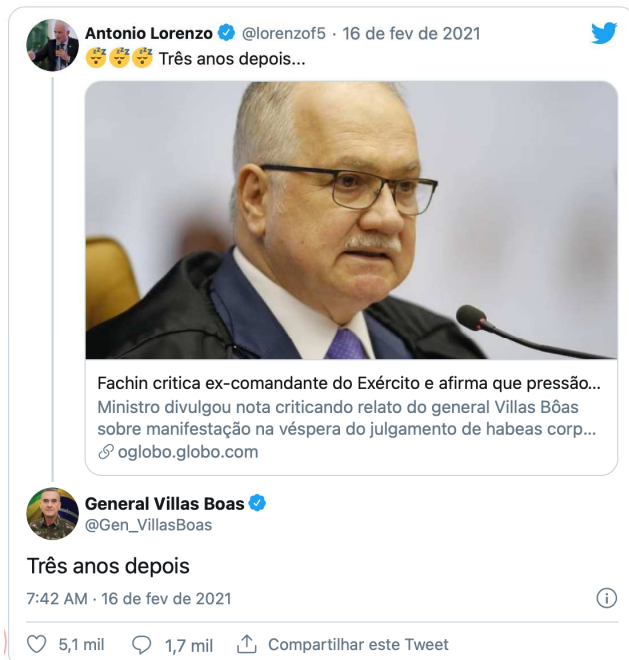 Antonio Lorenzo @lorenzof5 · 16 de fev de 2021
😴😴😴 Três anos depois...
Fachin critica ex-comandante do Exército e afirma que pressão...
Ministro divulgou nota criticando relato do general Villas Bôas
sobre manifestação na véspera do julgamento de habeas corp...
oglobo.globo.com
General Villas Boas
@Gen_VillasBoas
Três anos depois
7:42 AM · 16 de fev de 2021
5,1 mil 1,7 mil Compartilhar este Tweet